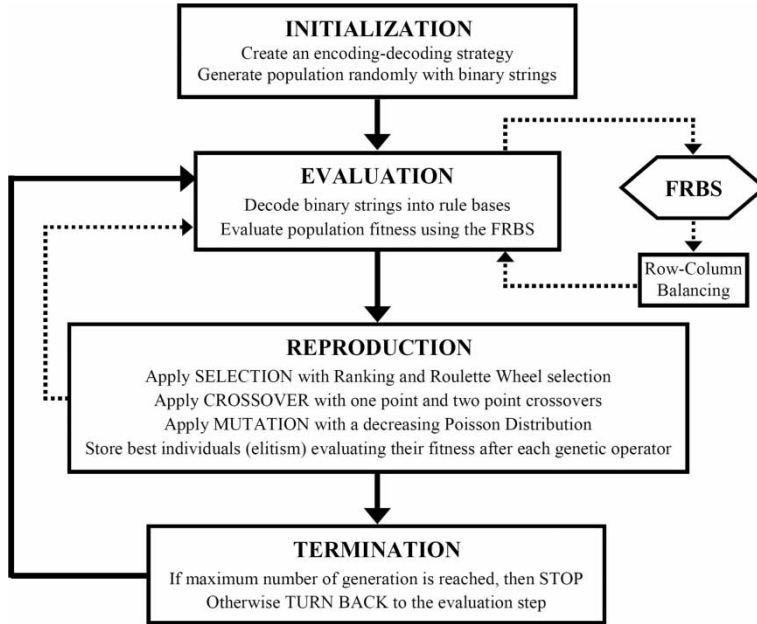 INITIALIZATION
Create an encoding-decoding strategy
Generate population randomly with binary strings
EVALUATION
Decode binary strings into rule bases
Evaluate population fitness using the FRBS
FRBS
Row-Column
Balancing
REPRODUCTION
Apply SELECTION with Ranking and Roulette Wheel selection
Apply CROSSOVER with one point and two point crossovers
Apply MUTATION with a decreasing Poisson Distribution
Store best individuals (elitism) evaluating their fitness after each genetic operator
TERMINATION
If maximum number of generation is reached, then STOP
Otherwise TURN BACK to the evaluation step